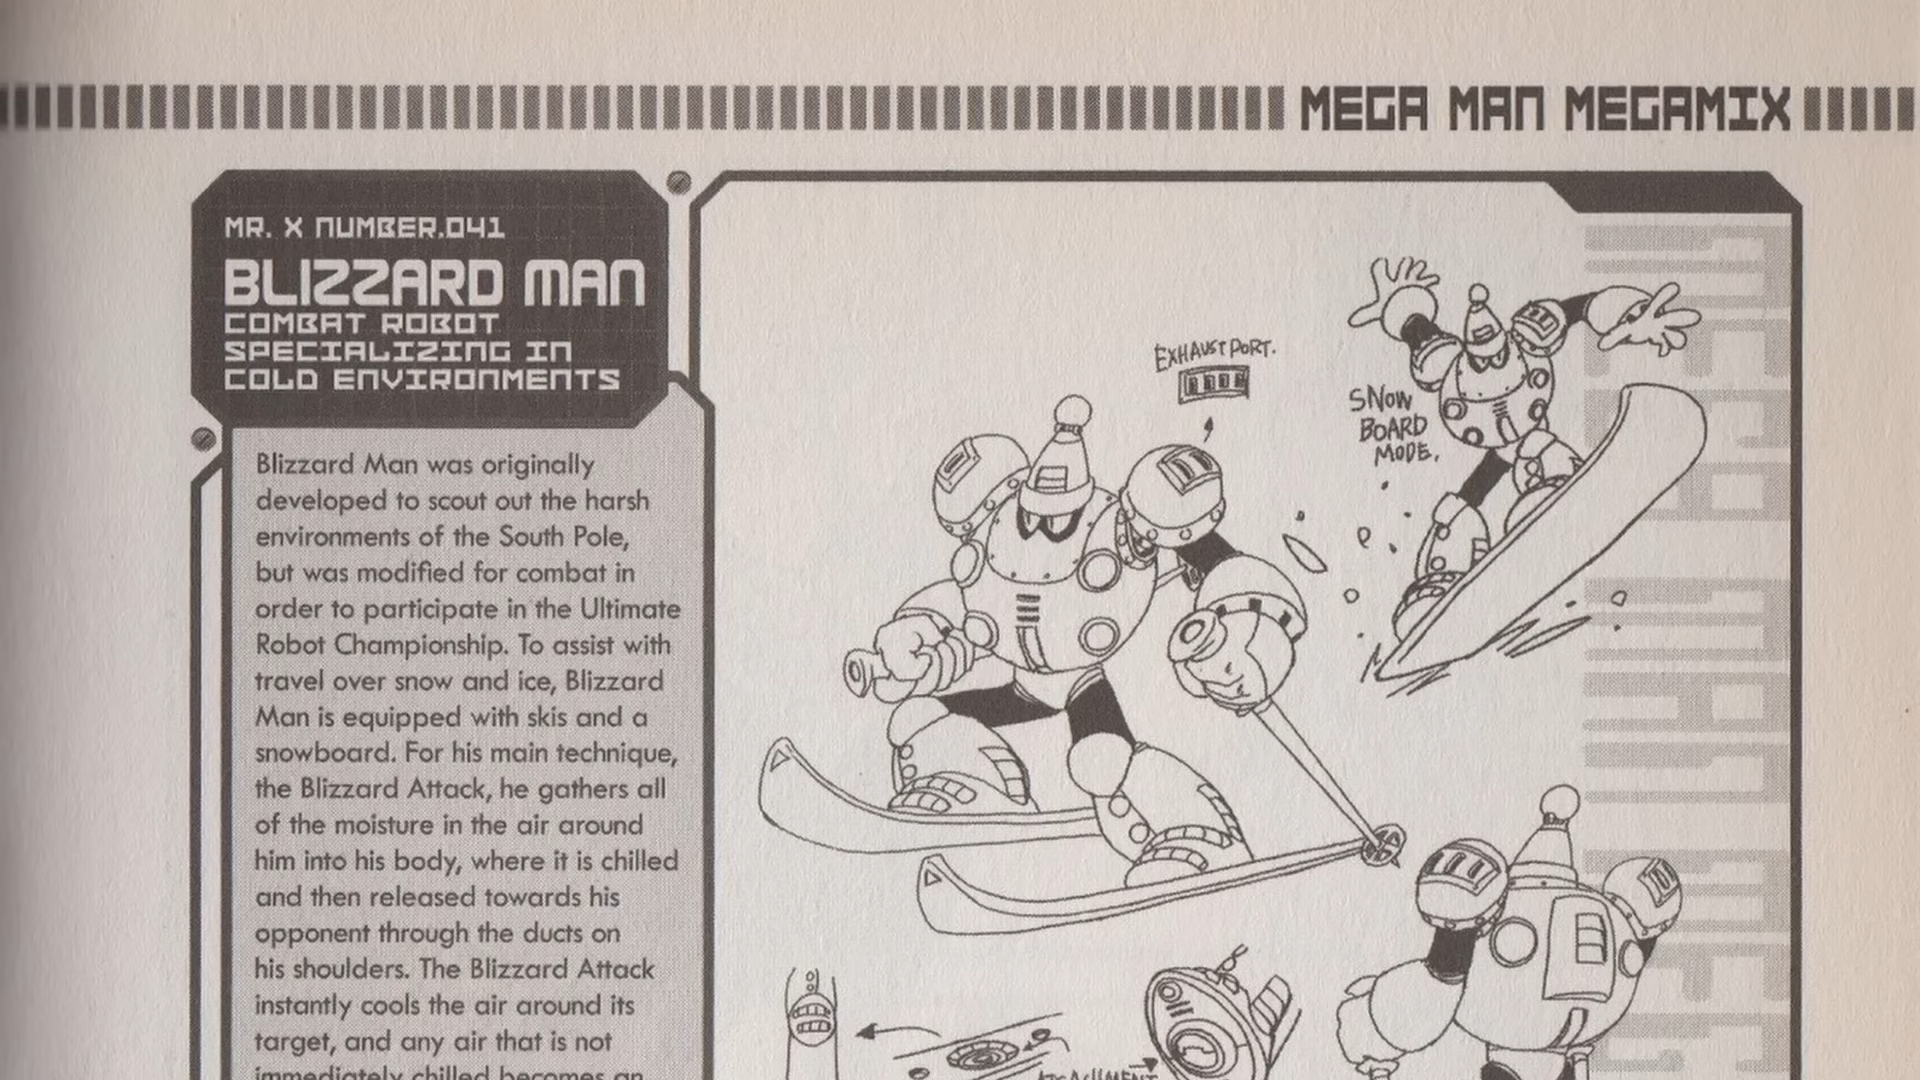 MEGA MAN MEGAMIX
MR. X NUMBER.041
BLIZZARD MAN
COMBAT ROBOT
SPECIALIZING IN
COLD ENVIRONMENTS
Blizzard Man was originally
developed to scout out the harsh
environments of the South Pole,
but was modified for combat in
order to participate in the Ultimate
Robot Championship. To assist with
travel over snow and ice, Blizzard
Man is equipped with skis and a
snowboard. For his main technique,
the Blizzard Attack, he gathers all
of the moisture in the air around
him into his body, where it is chilled
and then released towards his
opponent through the ducts on
his shoulders. The Blizzard Attack
instantly cools the air around its
target, and any air that is not
immediately chilled becomes an
EXHAUST PORT.
SNOW
BOARD
MODE.
ATTACHMENT